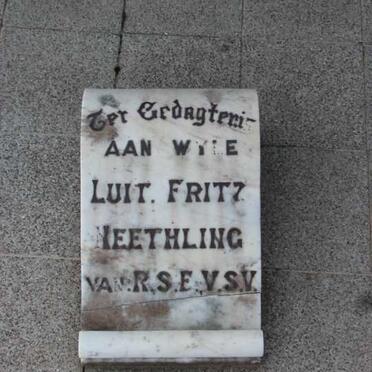 Ter Gedagteni-
AAN WYLE
LUIT. FRITZ
NEETHLING
VAN R.S.E. V.S.V.